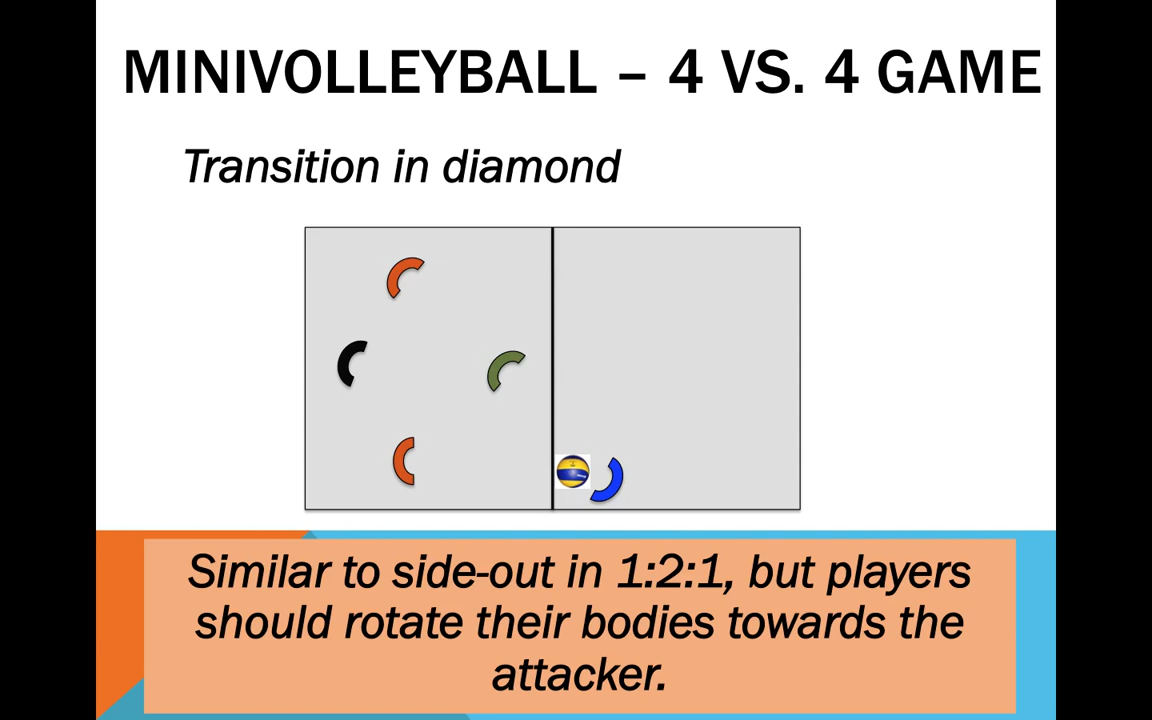 MINIVOLLEYBALL – 4 VS. 4 GAME
Transition in diamond
Similar to side-out in 1:2:1, but players
should rotate their bodies towards the
attacker.